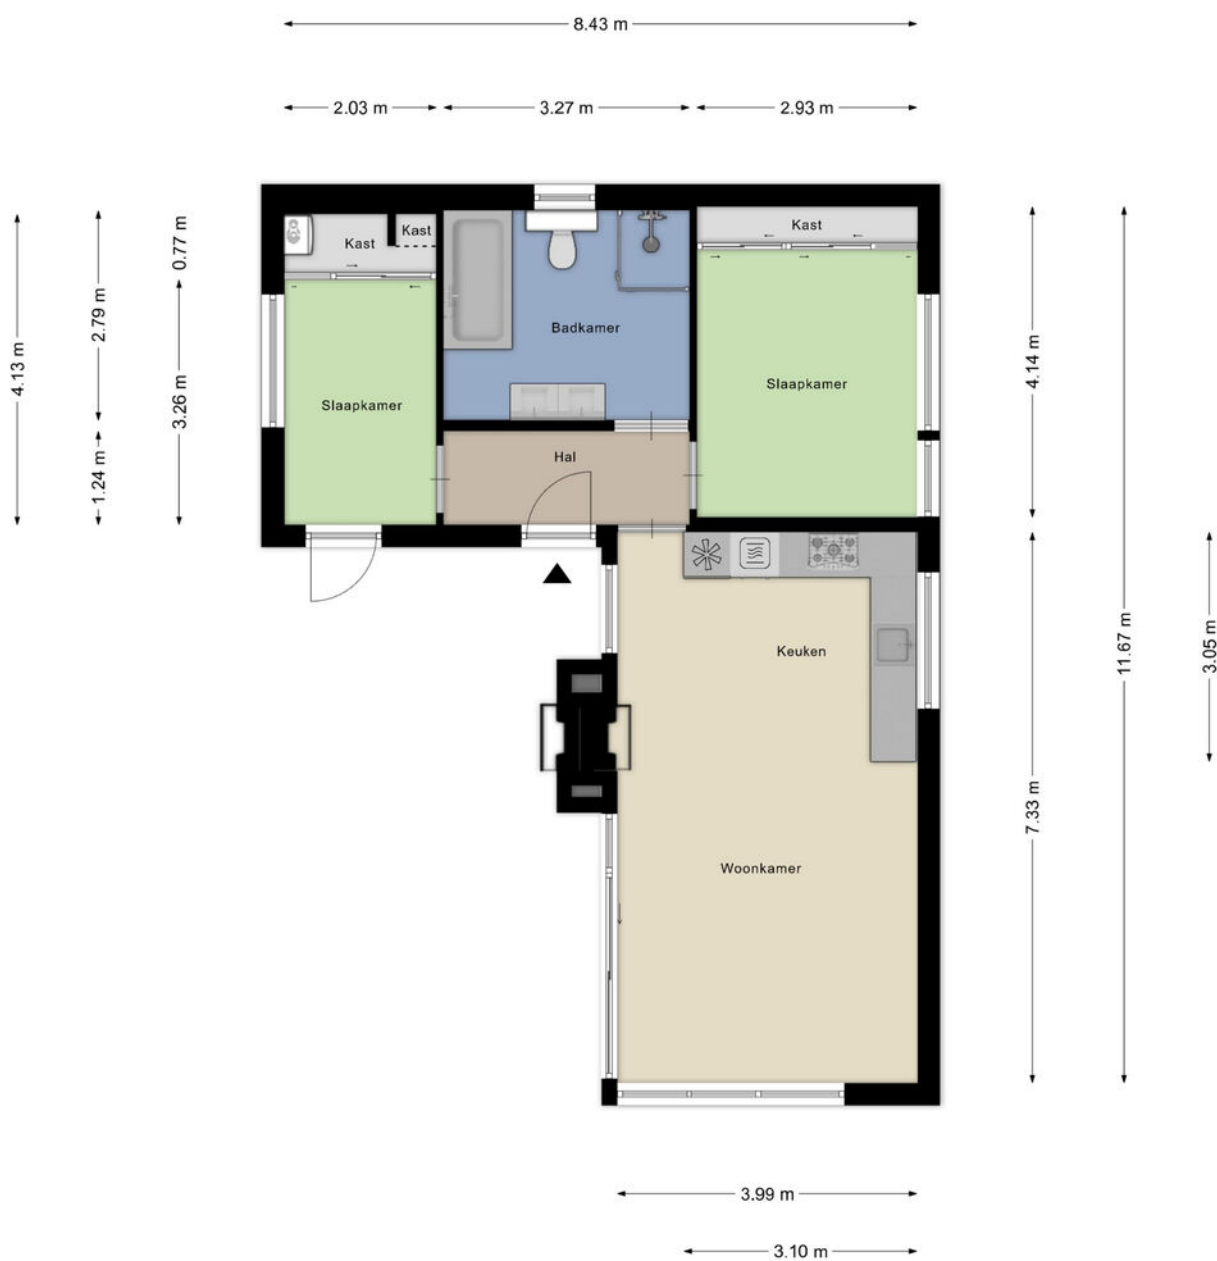 8.43 m
2.03 m
3.27 m
2.93 m
Kast
Kast
Kast
4.13 m
2.79 m
1.24 m
0.77 m
3.26 m
Badkamer
Slaapkamer
Slaapkamer
Hal
4.14 m
11.67 m
3.05 m
7.33 m
Keuken
Woonkamer
3.99 m
3.10 m